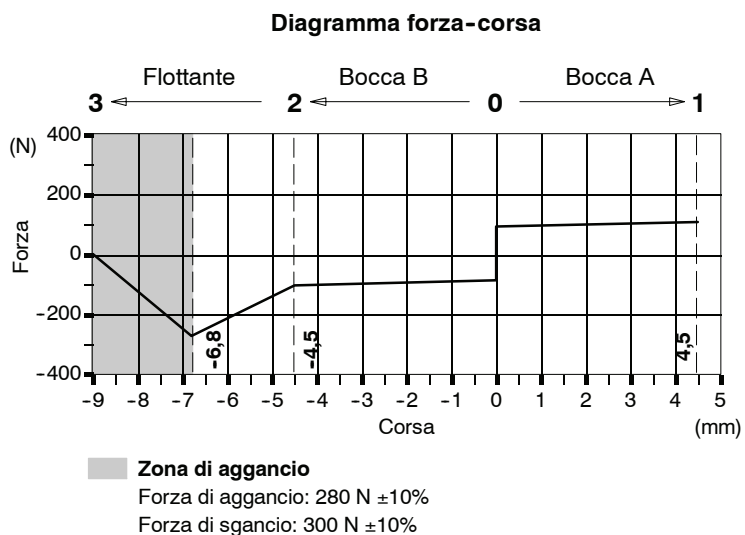 Diagramma forza-corsa
Flottante Bocca B Bocca A
3 2 0 1
(N)
400
200
0
-200
-400
Forza
-6,8 -4,5 4,5
-9 -8 -7 -6 -5 -4 -3 -2 -1 0 1 2 3 4 5
Corsa (mm)
Zona di aggancio
Forza di aggancio: 280 N ±10%
Forza di sgancio: 300 N ±10%